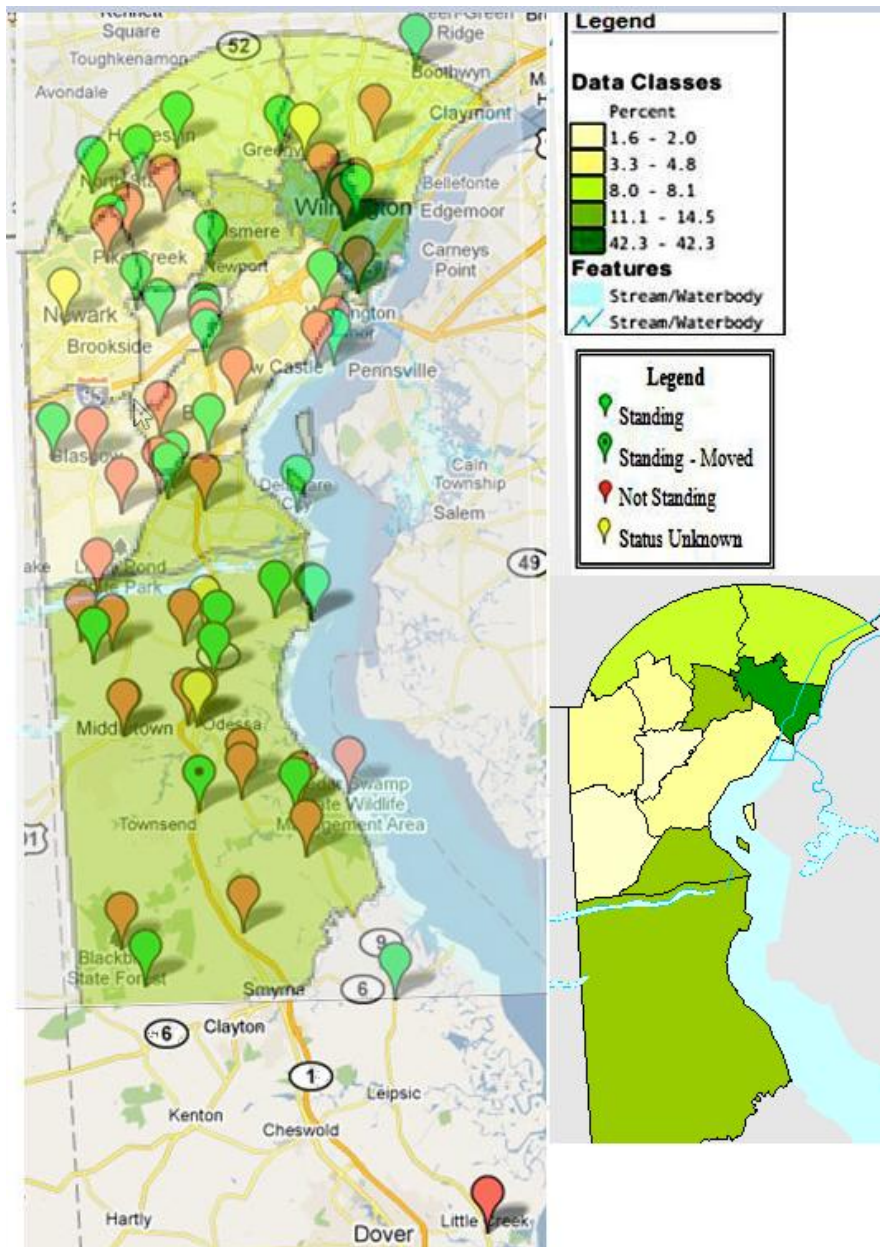 Kennett
Square
Toughkenamon
52
Ridge
Boothwyn
Avondale
Claymont
Bellefonte
Wilmington
Edgemoor
Newport
Carneys
Point
Pike Creek
Newark
Brookside
Pennsville
Glasgow
Cain
Township
Delaware
City
Salem
49
Middletown
Odessa
Townsend
Management Area
Blackb
State Forest
9
6
Smyrna
6
Clayton
1
Leipsic
Kenton
Cheswold
Hartly
Little Creek
Dover
Legend
Data Classes
Percent
1.6 - 2.0
3.3 - 4.8
8.0 - 8.1
11.1 - 14.5
42.3 - 42.3
Features
Stream/Waterbody
Stream/Waterbody
Legend
Standing
Standing - Moved
Not Standing
Status Unknown